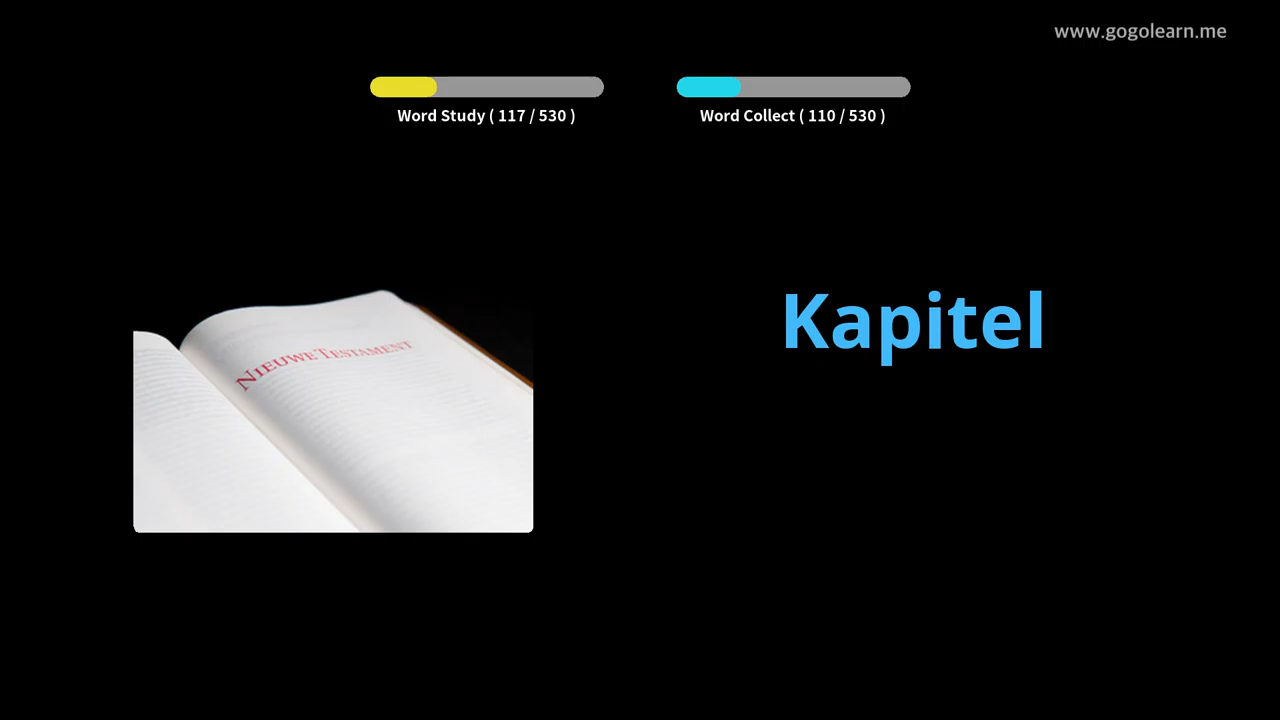 www.gogolearn.me
Word Study ( 117 / 530 )
Word Collect ( 110 / 530 )
NIEUWE TESTAMENT
Kapitel